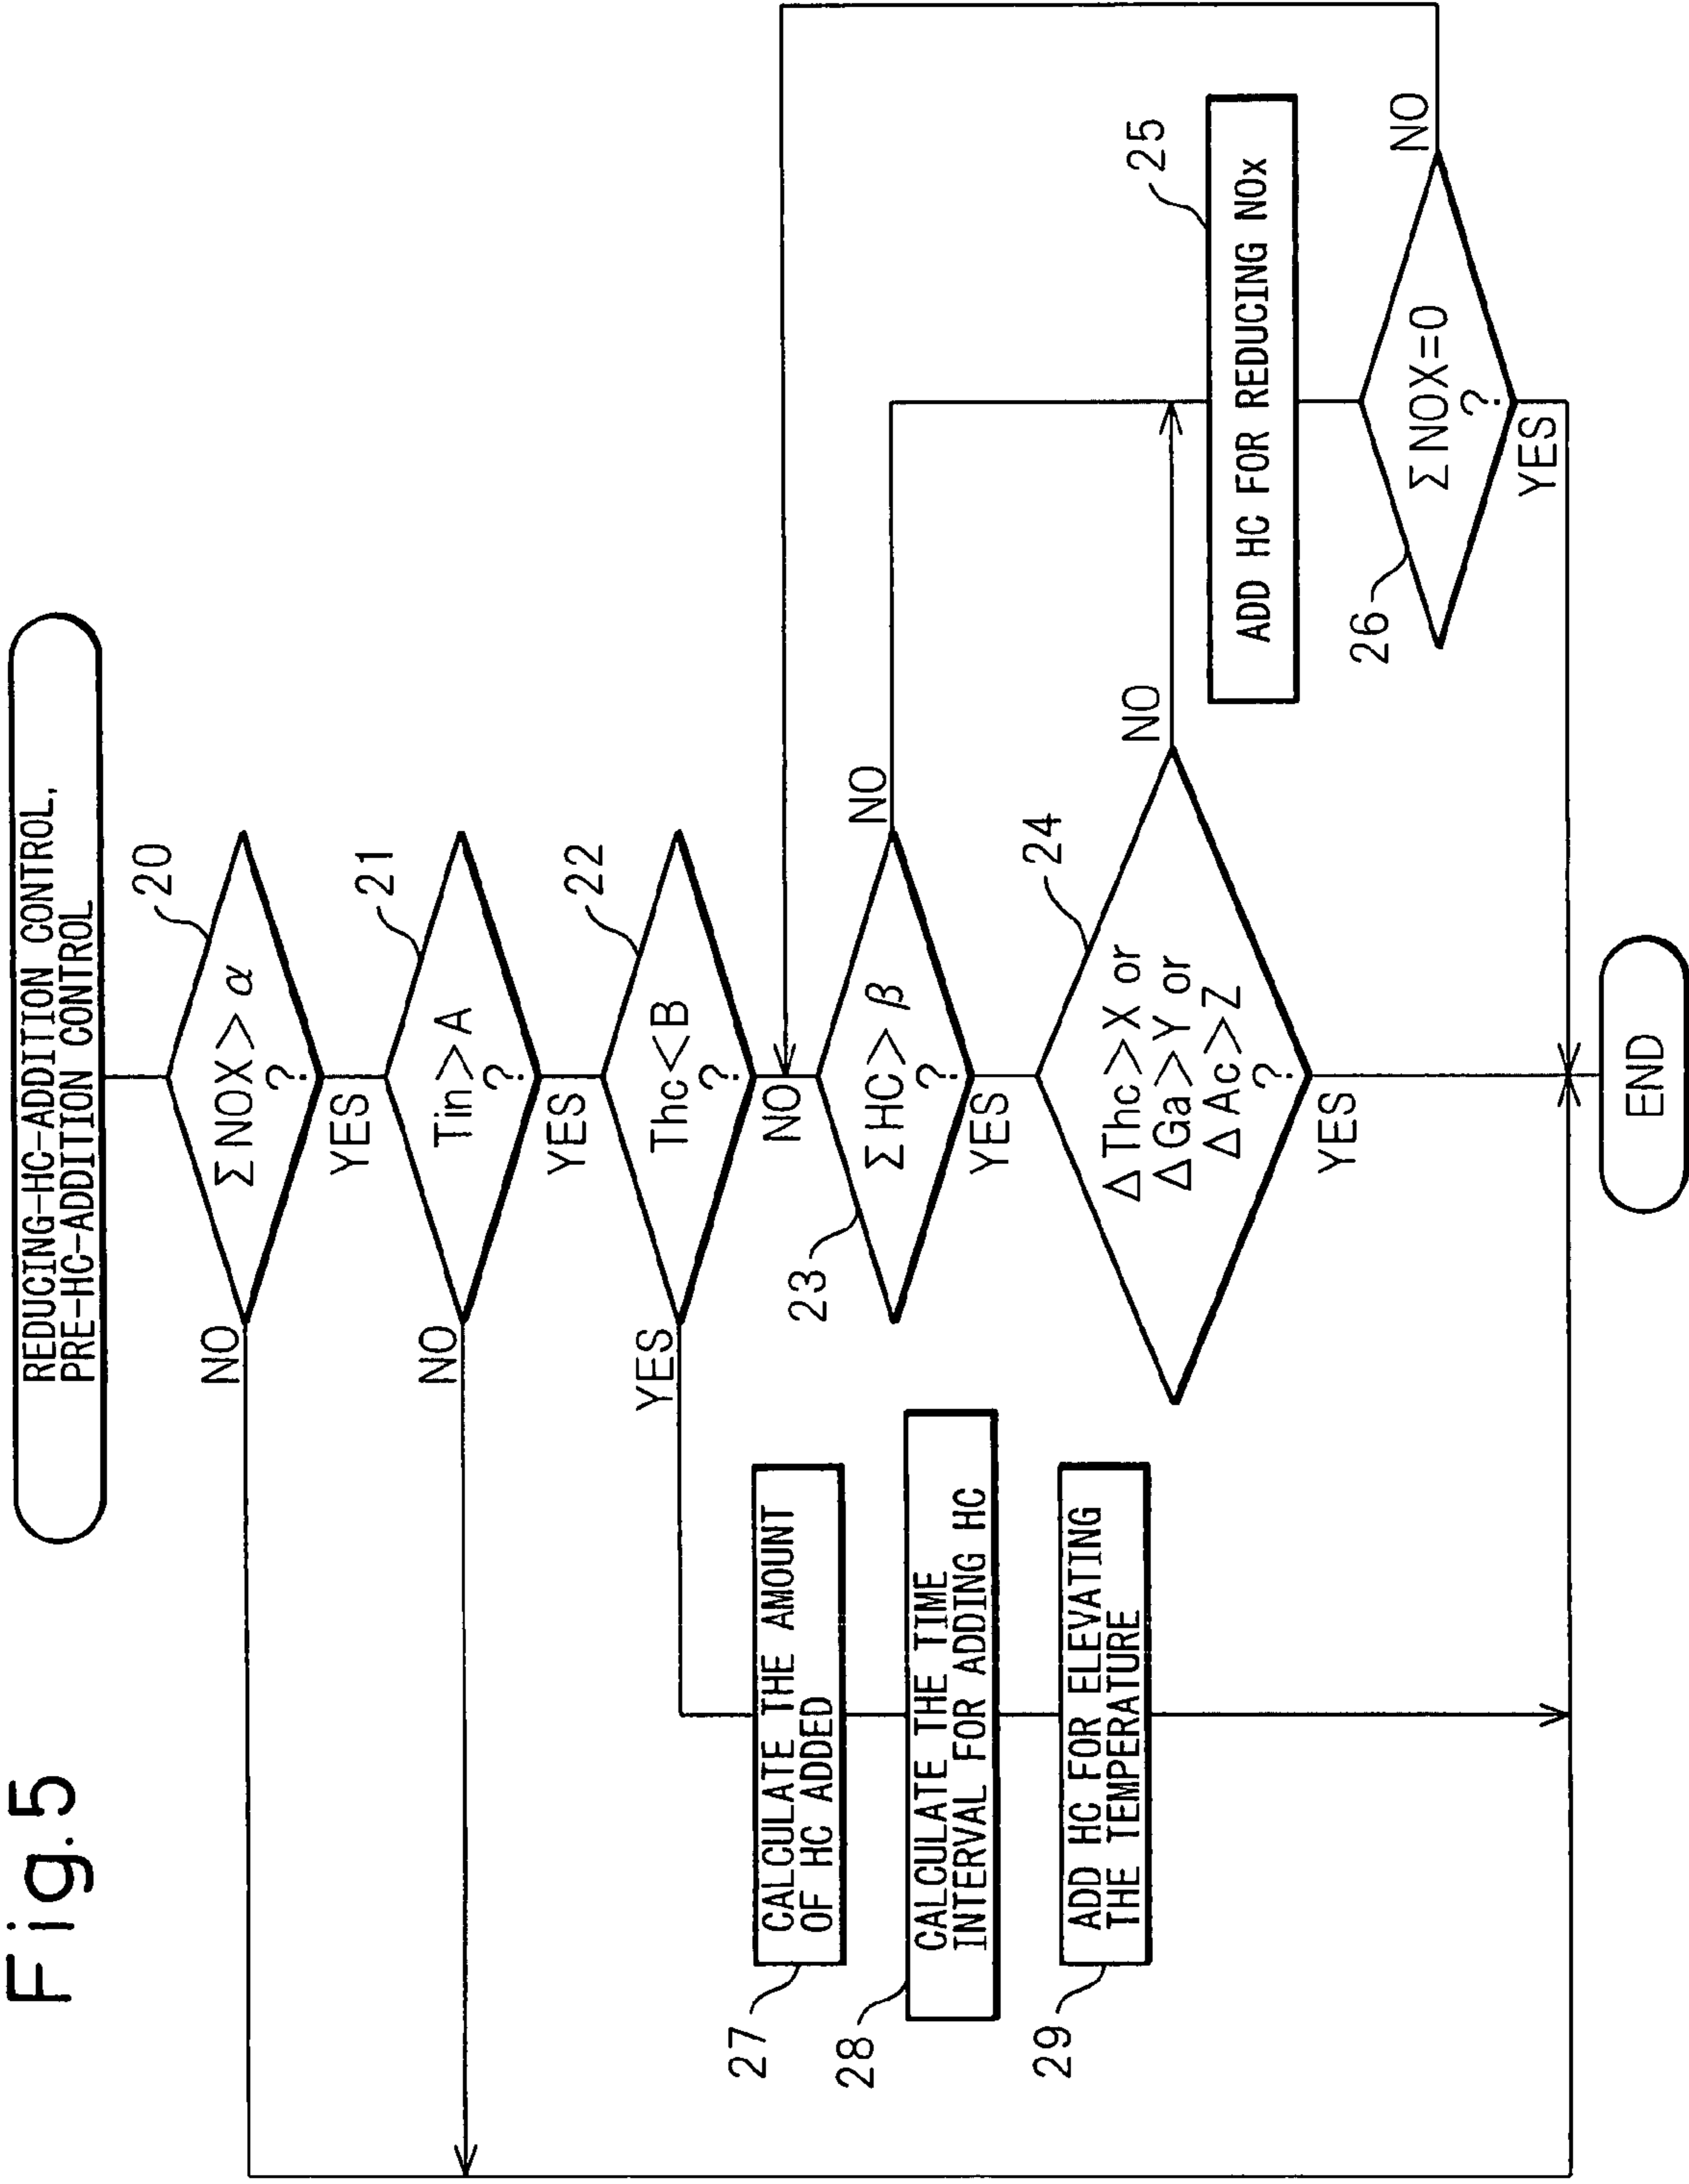 Fig.5
REDUCING-HC-ADDITION CONTROL,
PRE-HC-ADDITION CONTROL
20
ΣNOX>α
?
NO
YES
21
Tin>A
?
NO
YES
22
Thc<B
?
YES
NO
27
CALCULATE THE AMOUNT
OF HC ADDED
28
CALCULATE THE TIME
INTERVAL FOR ADDING HC
29
ADD HC FOR ELEVATING
THE TEMPERATURE
23
ΣHC>β
?
NO
YES
24
ΔThc>X or
ΔGa>Y or
ΔAc>Z
?
NO
YES
25
ADD HC FOR REDUCING NOx
26
ΣNOX=0
?
NO
YES
END